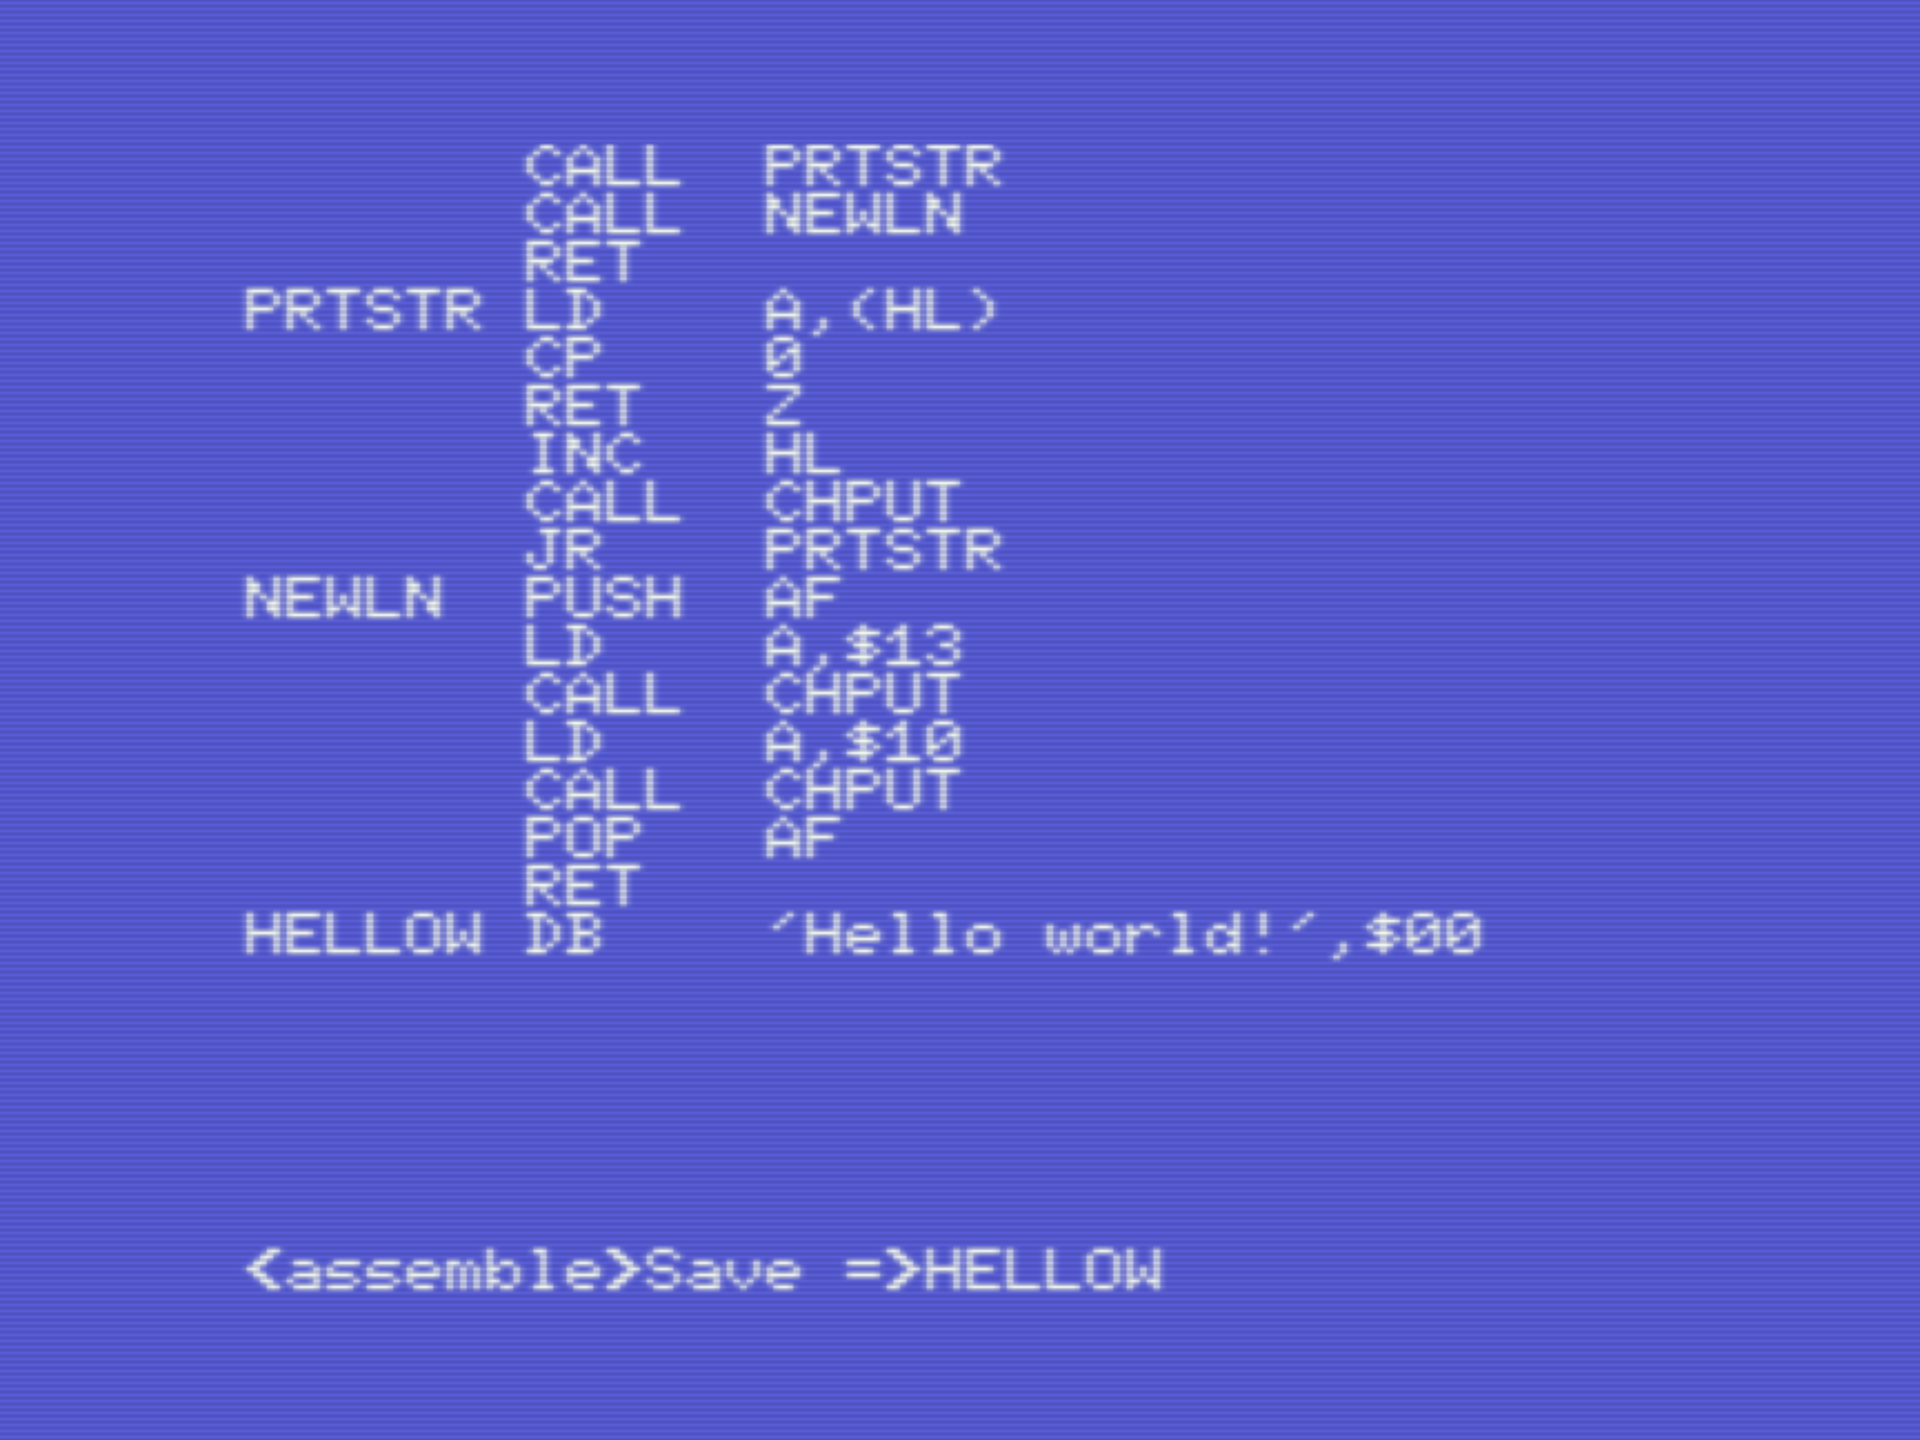 CALL PRTSTR
CALL NEWLN
RET
PRTSTR LD A,(HL)
CP 0
RET Z
INC HL
CALL CHPUT
JR PRTSTR
NEWLN PUSH AF
LD A,$13
CALL CHPUT
LD A,$10
CALL CHPUT
POP AF
RET
HELLOW DB 'Hello world!',$00
<assemble>Save =>HELLOW